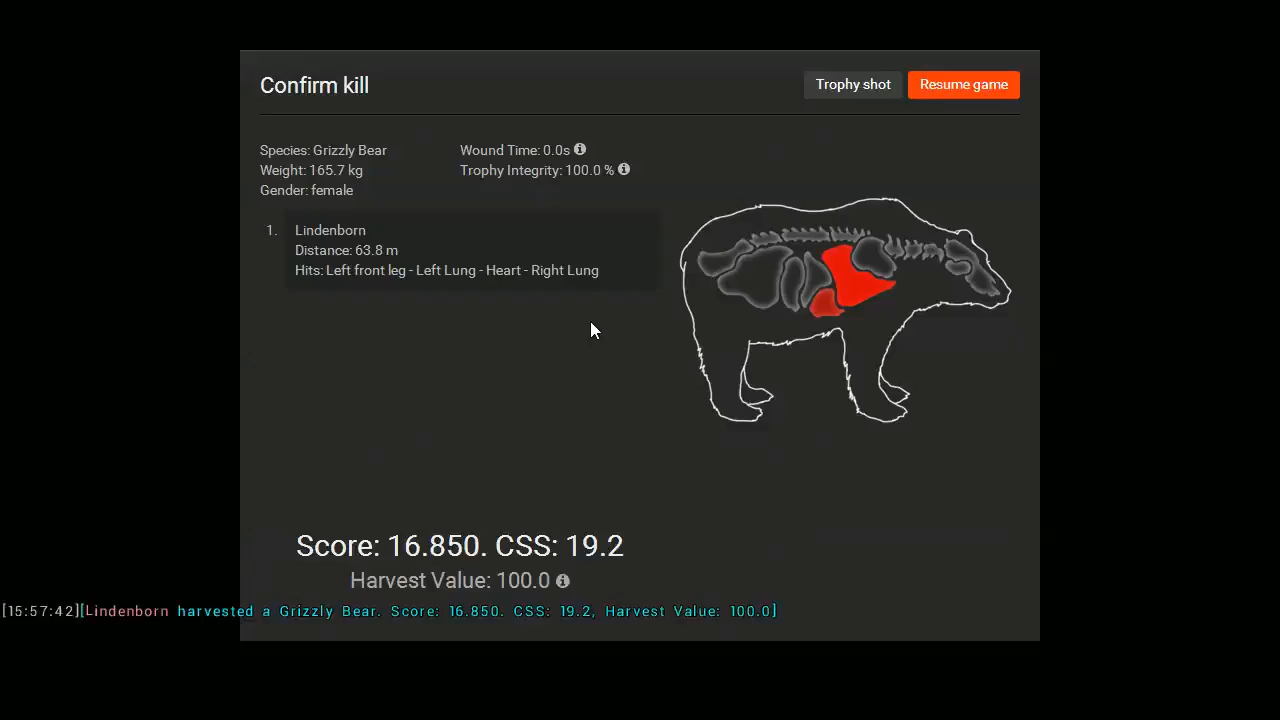 Confirm kill
Trophy shot
Resume game
Species: Grizzly Bear
Weight: 165.7 kg
Gender: female
Wound Time: 0.0s
Trophy Integrity: 100.0 %
1.
Lindenborn
Distance: 63.8 m
Hits: Left front leg - Left Lung - Heart - Right Lung
Score: 16.850. CSS: 19.2
Harvest Value: 100.0
[15:57:42][Lindenborn harvested a Grizzly Bear. Score: 16.850. CSS: 19.2, Harvest Value: 100.0]